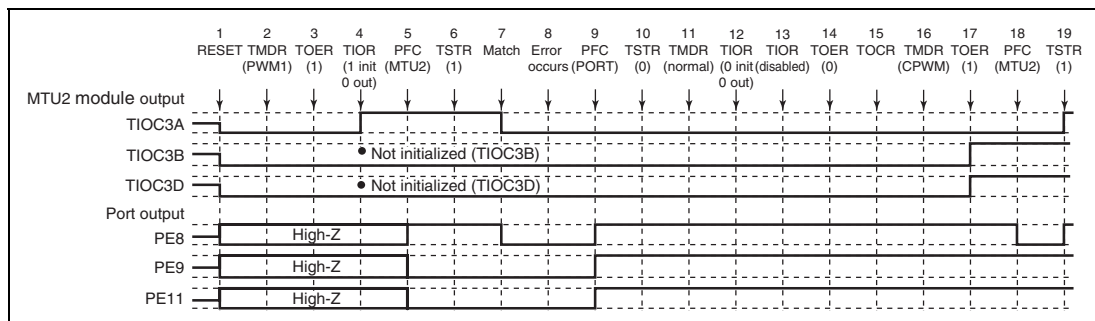 1 2 3 4 5 6 7 8 9 10 11 12 13 14 15 16 17 18 19
RESET TMDR TOER TIOR PFC TSTR Match Error PFC TSTR TMDR TIOR TIOR TOER TOCR TMDR TOER PFC TSTR
(PWM1) (1) (1 init (MTU2) (1) occurs (PORT) (0) (normal) (0 init (disabled) (0) (CPWM) (1) (MTU2) (1)
0 out) 0 out)
MTU2 module output
TIOC3A
TIOC3B • Not initialized (TIOC3B)
TIOC3D • Not initialized (TIOC3D)
Port output
PE8 High-Z
PE9 High-Z
PE11 High-Z